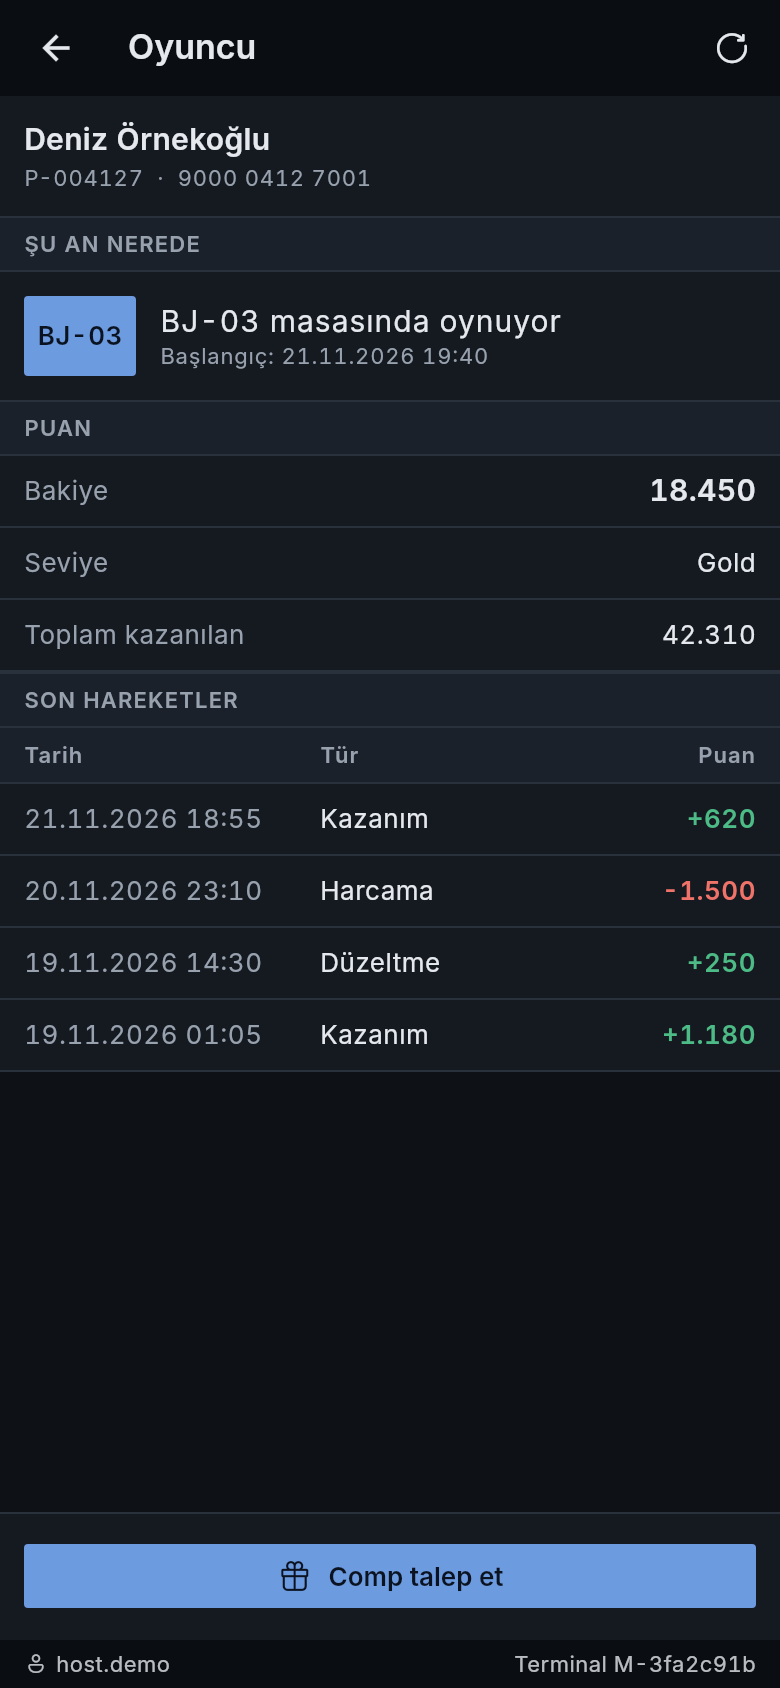 Oyuncu
Deniz Örnekoğlu
P-004127 · 9000 0412 7001
ŞU AN NEREDE
BJ-03
BJ-03 masasında oynuyor
Başlangıç: 21.11.2026 19:40
PUAN
Bakiye 18.450
Seviye Gold
Toplam kazanılan 42.310
SON HAREKETLER
Tarih Tür Puan
21.11.2026 18:55 Kazanım +620
20.11.2026 23:10 Harcama -1.500
19.11.2026 14:30 Düzeltme +250
19.11.2026 01:05 Kazanım +1.180
Comp talep et
host.demo Terminal M-3fa2c91b